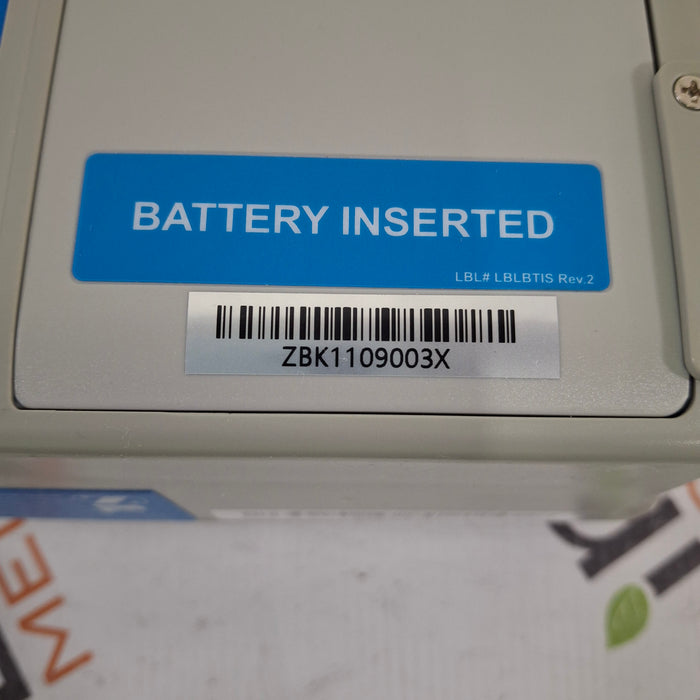 BATTERY INSERTED
LBL# LBLBTIS Rev.2
ZBK1109003X